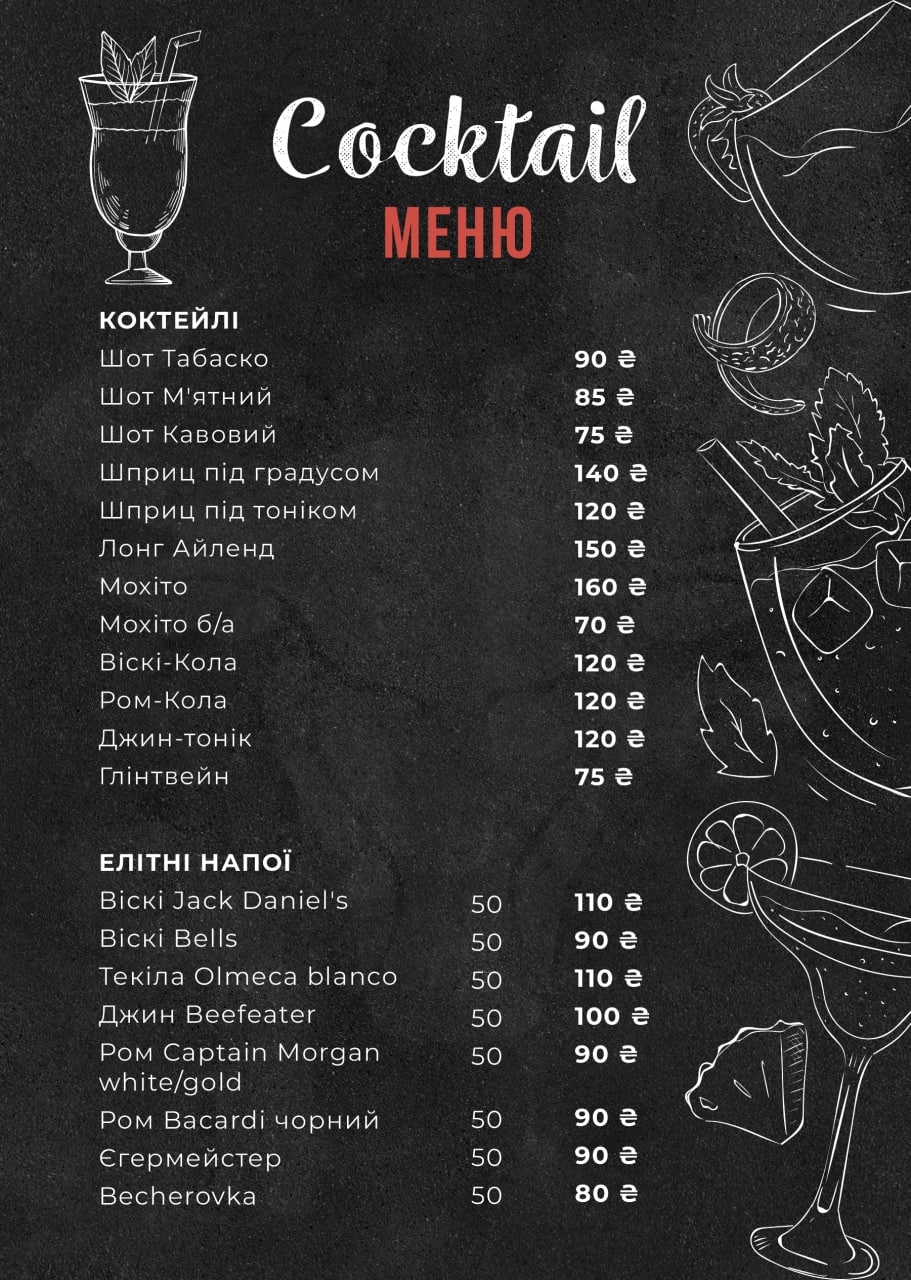 Cocktail
МЕНЮ
КОКТЕЙЛІ
Шот Табаско 90 ₴
Шот М'ятний 85 ₴
Шот Кавовий 75 ₴
Шприц під градусом 140 ₴
Шприц під тоніком 120 ₴
Лонг Айленд 150 ₴
Мохіто 160 ₴
Мохіто б/а 70 ₴
Віскі-Кола 120 ₴
Ром-Кола 120 ₴
Джин-тонік 120 ₴
Глінтвейн 75 ₴
ЕЛІТНІ НАПОЇ
Віскі Jack Daniel's 50 110 ₴
Віскі Bells 50 90 ₴
Текіла Olmeca blanco 50 110 ₴
Джин Beefeater 50 100 ₴
Ром Captain Morgan 50 90 ₴
white/gold
Ром Bacardi чорний 50 90 ₴
Єгермейстер 50 90 ₴
Becherovka 50 80 ₴